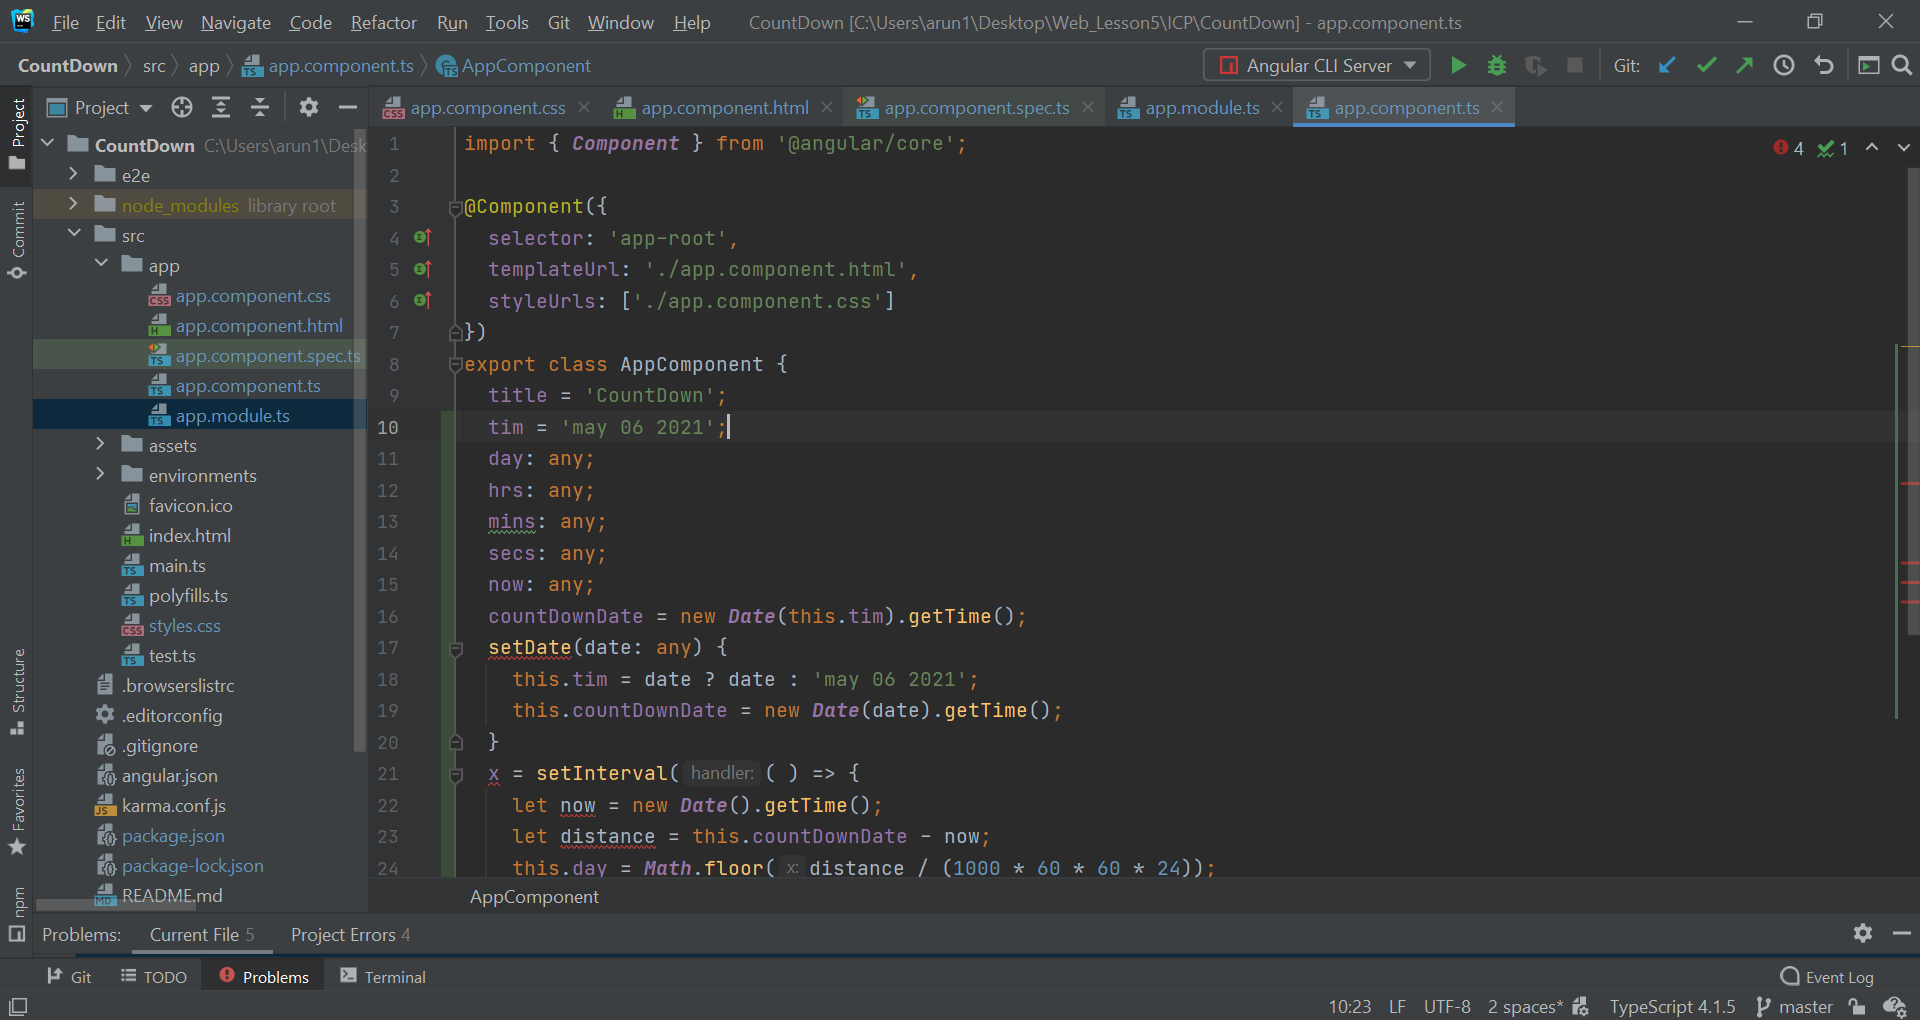 WS File Edit View Navigate Code Refactor Run Tools Git Window Help CountDown [C:\Users\arun1\Desktop\Web_Lesson5\ICP\CountDown] - app.component.ts
CountDown src app app.component.ts AppComponent Angular CLI Server Git:
Project
app.component.css app.component.html app.component.spec.ts app.module.ts app.component.ts
Project
Commit
Structure
Favorites
npm
CountDown C:\Users\arun1\Desk
e2e
node_modules library root
src
app
app.component.css
app.component.html
app.component.spec.ts
app.component.ts
app.module.ts
assets
environments
favicon.ico
index.html
main.ts
polyfills.ts
styles.css
test.ts
.browserslistrc
.editorconfig
.gitignore
angular.json
karma.conf.js
package.json
package-lock.json
README.md
4 1
1 import { Component } from '@angular/core';
2
3 @Component({
4 selector: 'app-root',
5 templateUrl: './app.component.html',
6 styleUrls: ['./app.component.css']
7 })
8 export class AppComponent {
9 title = 'CountDown';
10 tim = 'may 06 2021';
11 day: any;
12 hrs: any;
13 mins: any;
14 secs: any;
15 now: any;
16 countDownDate = new Date(this.tim).getTime();
17 setDate(date: any) {
18 this.tim = date ? date : 'may 06 2021';
19 this.countDownDate = new Date(date).getTime();
20 }
21 x = setInterval( handler: ( ) => {
22 let now = new Date().getTime();
23 let distance = this.countDownDate - now;
24 this.day = Math.floor( x: distance / (1000 * 60 * 60 * 24));
AppComponent
Problems: Current File 5 Project Errors 4
Git TODO Problems Terminal Event Log
10:23 LF UTF-8 2 spaces* TypeScript 4.1.5 master